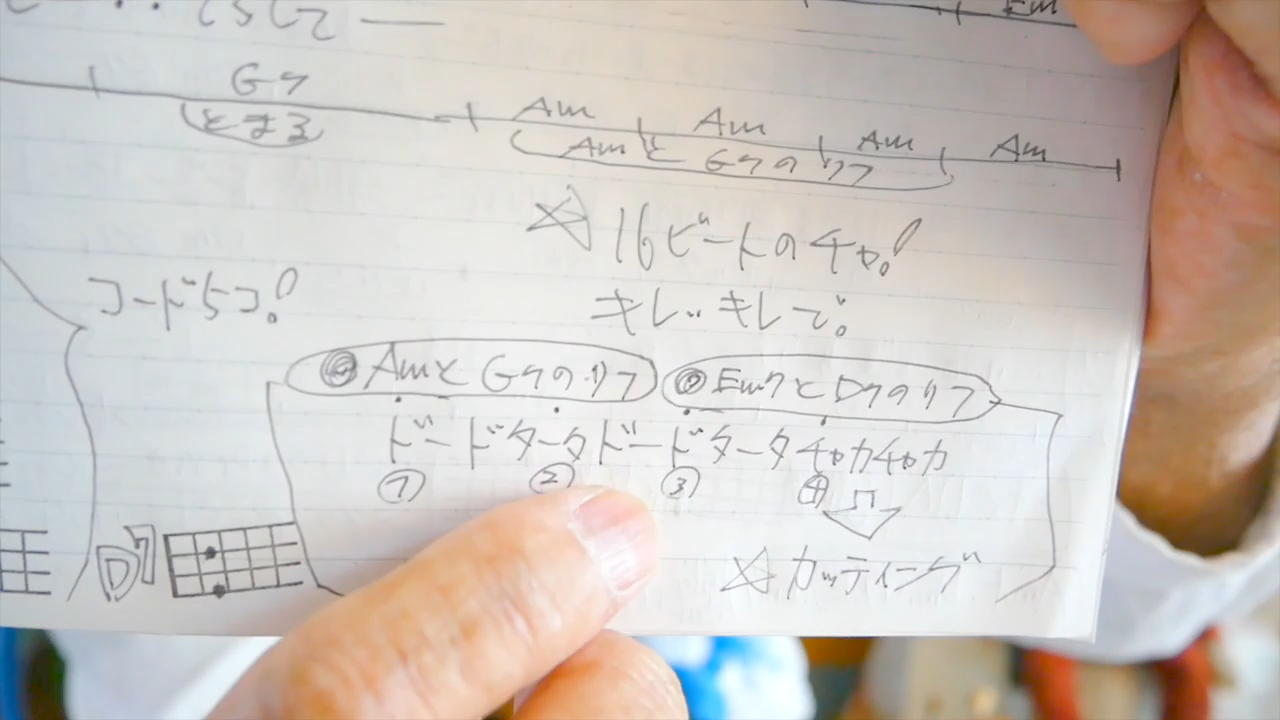 Em
G7
とまる
Am Am Am Am
AmとG7のリフ
☆16ビートのチャ!
キレッキレで。
コード5つ!
◎AmとG7のリフ ◎Em7とD7のリフ
ドードタータドードタータチャカチャカ
① ② ③ ④
⇩
D7
☆カッティング